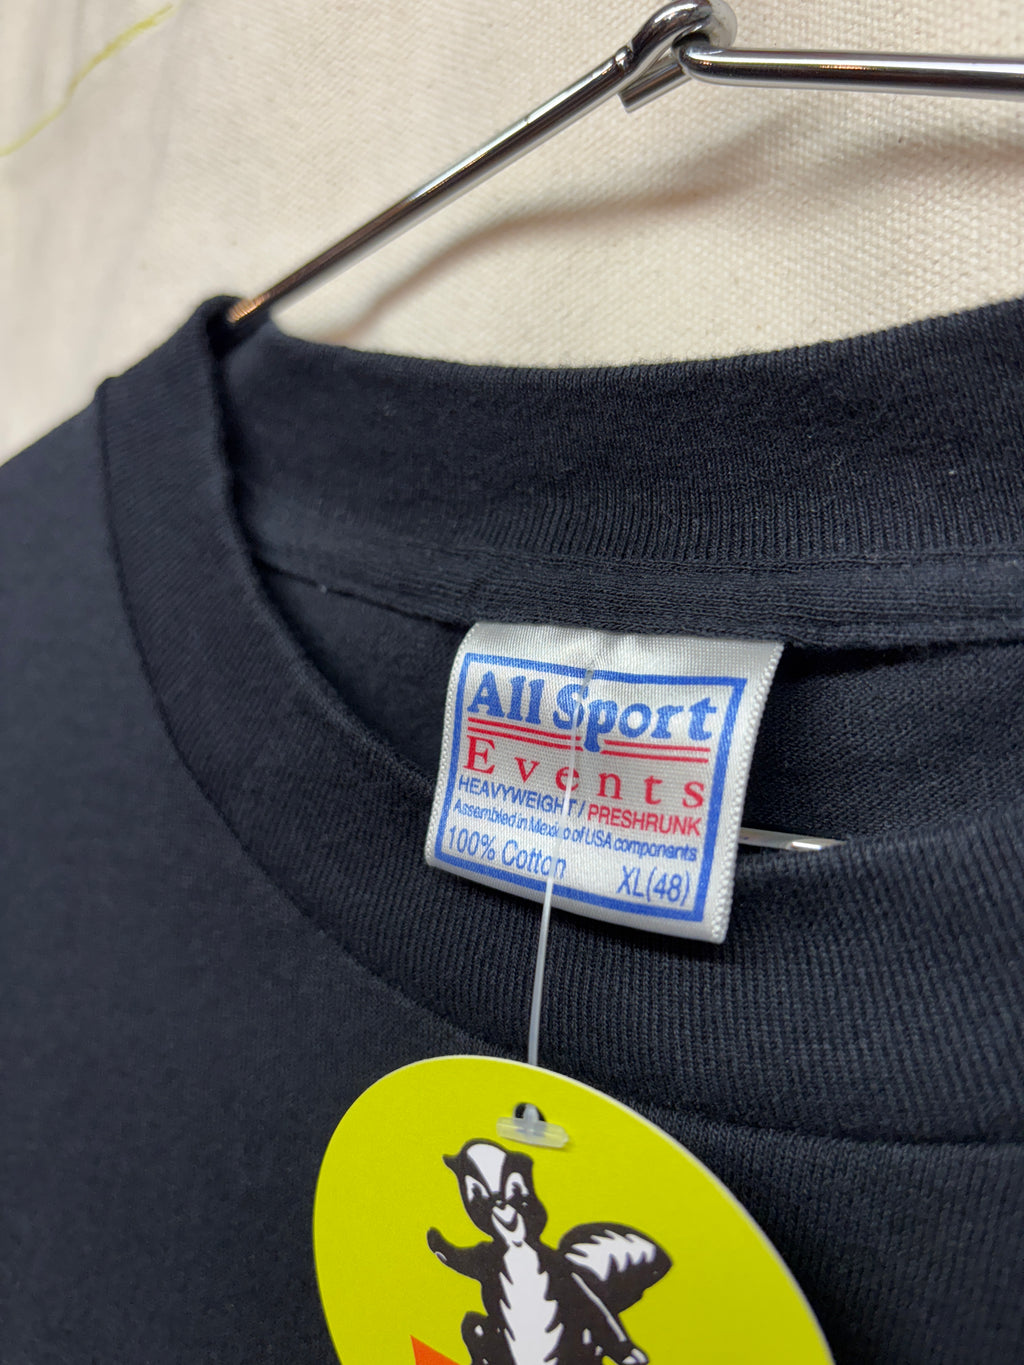 All Sport
Events
HEAVYWEIGHT / PRESHRUNK
Assembled in Mexico of USA components
100% Cotton XL(48)